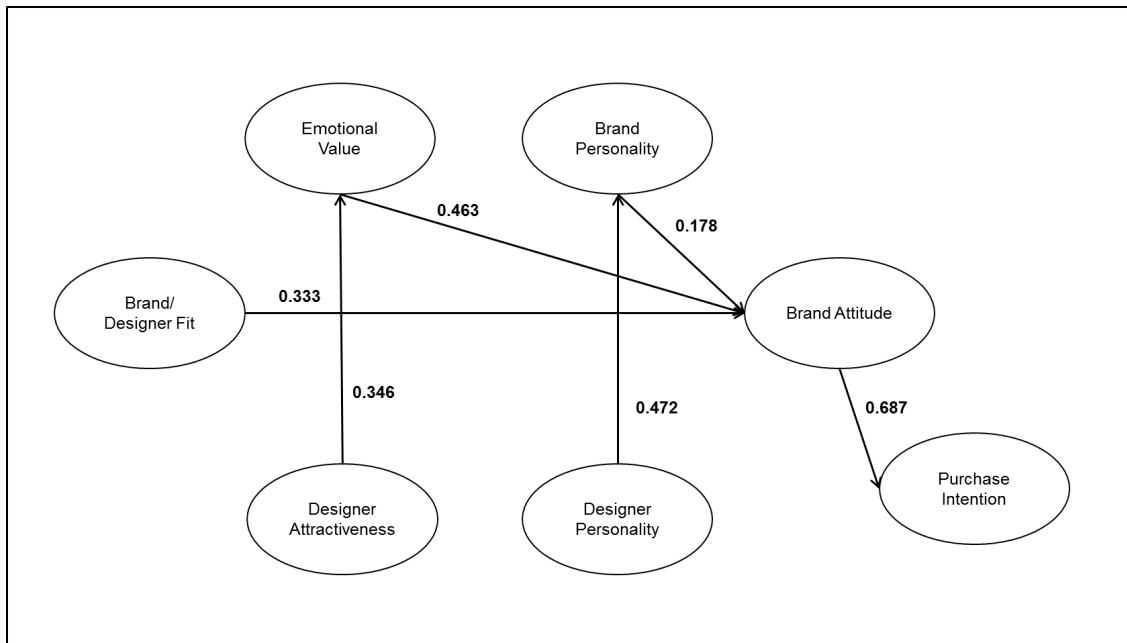 Emotional
Value
Brand
Personality
0.463
0.178
Brand/
Designer Fit
0.333
Brand Attitude
0.346
0.472
0.687
Designer
Attractiveness
Designer
Personality
Purchase
Intention